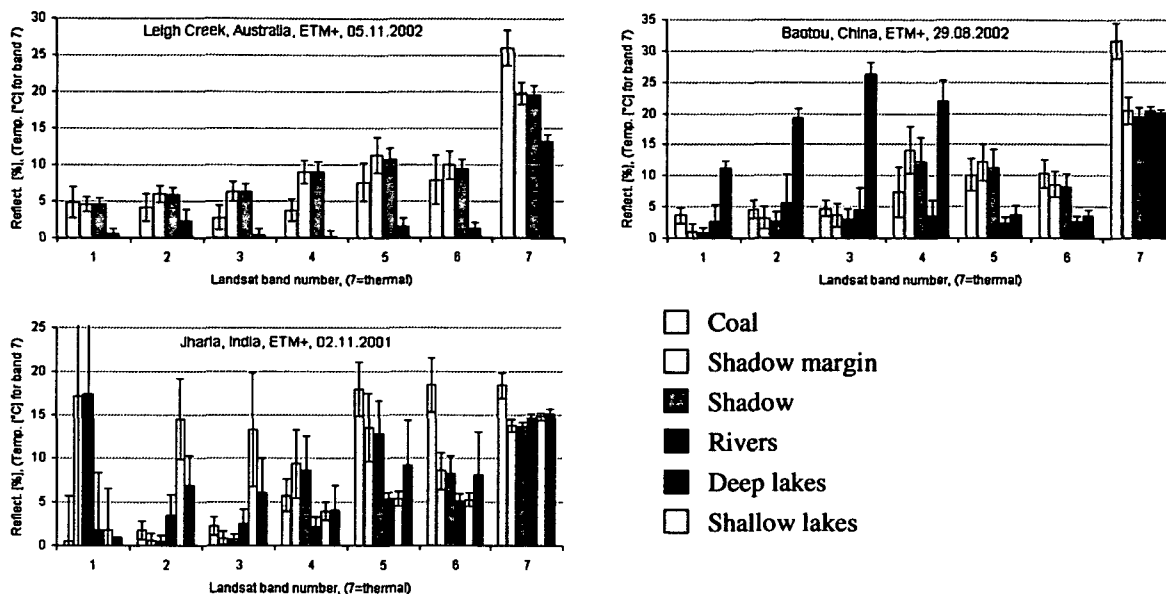 Leigh Creek, Australia, ETM+, 05.11.2002
Reflect. [%], (Temp. [°C] for band 7)
30
25
20
15
10
5
0
1 2 3 4 5 6 7
Landsat band number, (7=thermal)
Baotou, China, ETM+, 29.08.2002
Reflect. [%], (Temp. [°C] for band 7)
35
30
25
20
15
10
5
0
1 2 3 4 5 6 7
Landsat band number, (7=thermal)
Jharia, India, ETM+, 02.11.2001
Reflect. [%], (Temp. [°C] for band 7)
25
20
15
10
5
0
1 2 3 4 5 6 7
Landsat band number, (7=thermal)
Coal
Shadow margin
Shadow
Rivers
Deep lakes
Shallow lakes